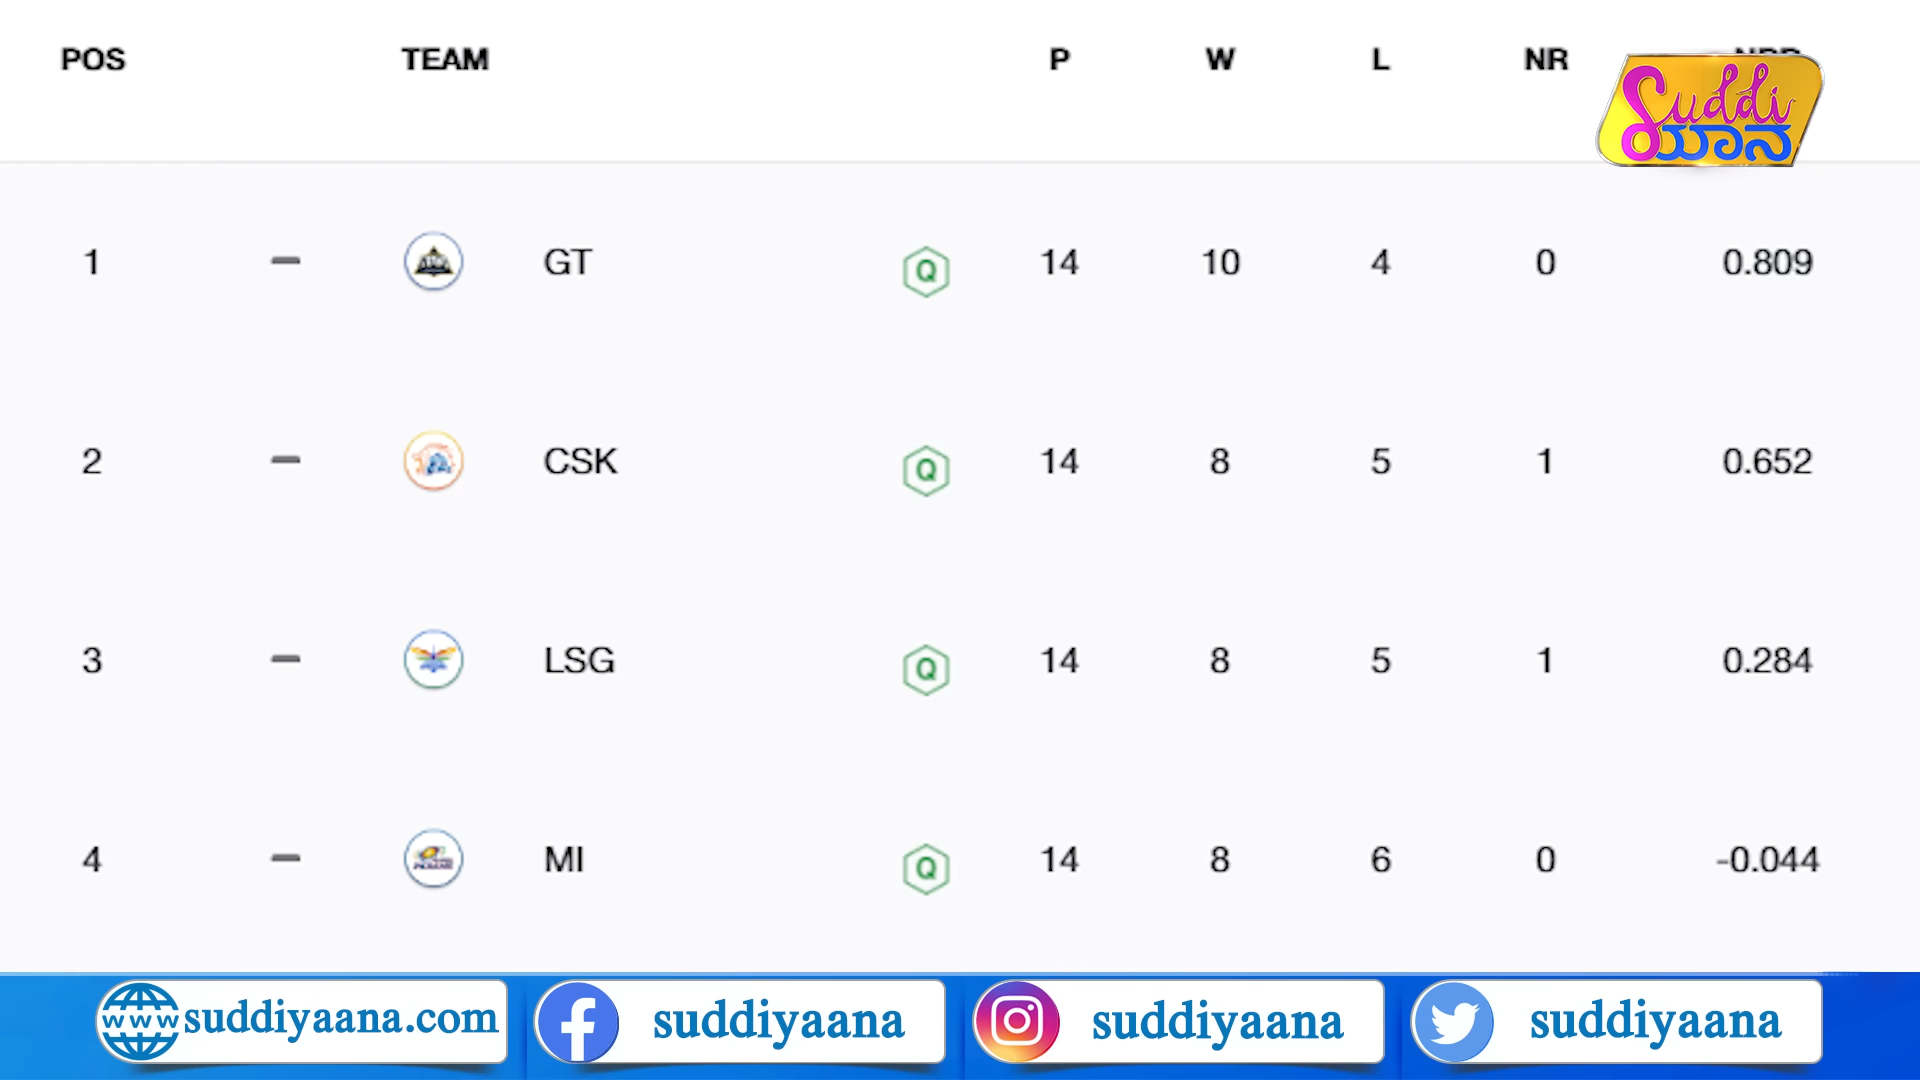 POS TEAM P W L NR NRR
Suddi
ಯಾನ
1 GT Q 14 10 4 0 0.809
2 CSK Q 14 8 5 1 0.652
3 LSG Q 14 8 5 1 0.284
4 MI Q 14 8 6 0 -0.044
www suddiyaana.com suddiyaana suddiyaana suddiyaana